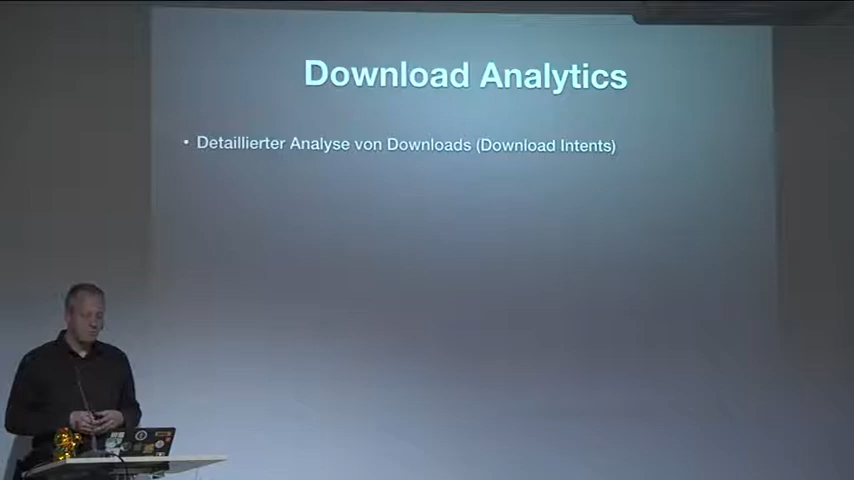 Download Analytics
• Detaillierter Analyse von Downloads (Download Intents)